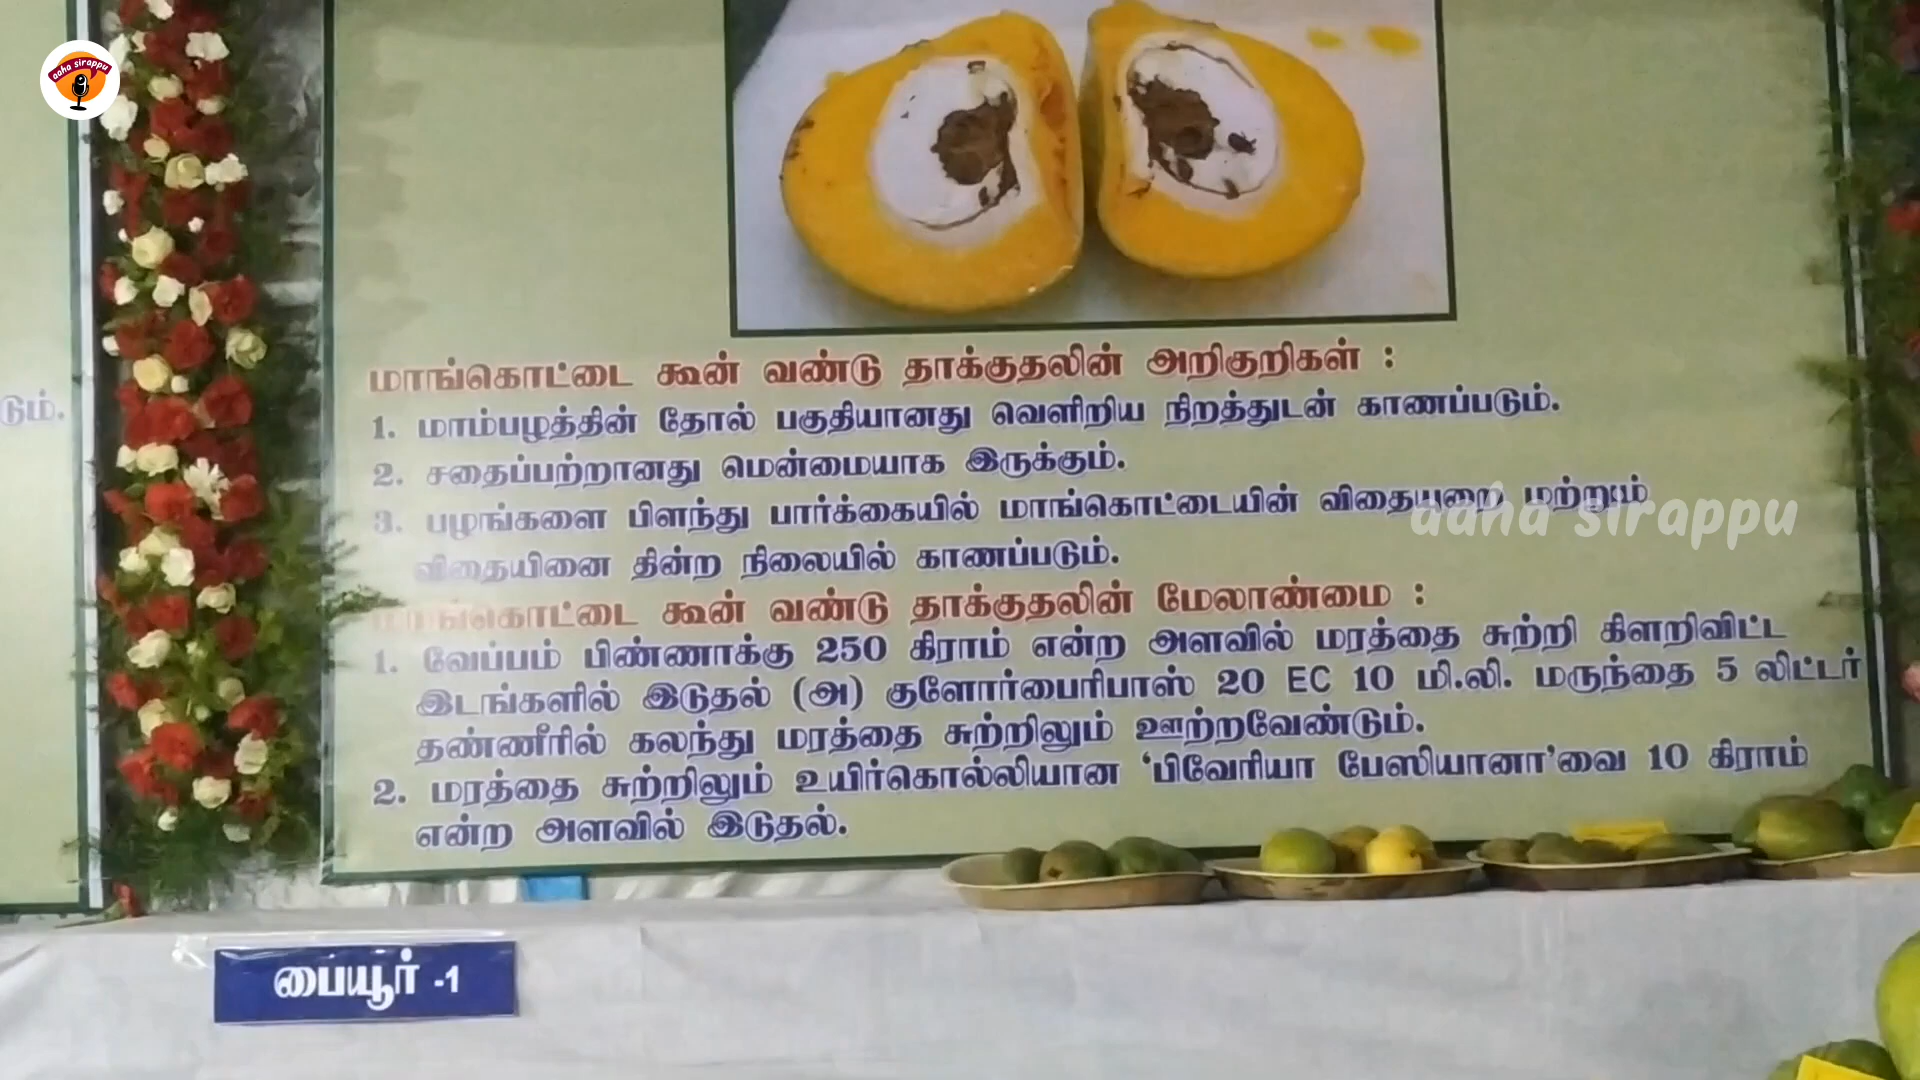 aaha sirappu
மாங்கொட்டை கூன் வண்டு தாக்குதலின் அறிகுறிகள் :
1. மாம்பழத்தின் தோல் பகுதியானது வெளிறிய நிறத்துடன் காணப்படும்.
2. சதைப்பற்றானது மென்மையாக இருக்கும்.
3. பழங்களை பிளந்து பார்க்கையில் மாங்கொட்டையின் விதையுறை மற்றும்
விதையினை தின்ற நிலையில் காணப்படும்.
aaha sirappu
மாங்கொட்டை கூன் வண்டு தாக்குதலின் மேலாண்மை :
1. வேப்பம் பிண்ணாக்கு 250 கிராம் என்ற அளவில் மரத்தை சுற்றி கிளறிவிட்ட
இடங்களில் இடுதல் (அ) குளோர்பைரிபாஸ் 20 EC 10 மி.லி. மருந்தை 5 லிட்டர்
தண்ணீரில் கலந்து மரத்தை சுற்றிலும் ஊற்றவேண்டும்.
2. மரத்தை சுற்றிலும் உயிர்கொல்லியான ‘பிவேரியா பேஸியானா’வை 10 கிராம்
என்ற அளவில் இடுதல்.
பையூர் -1